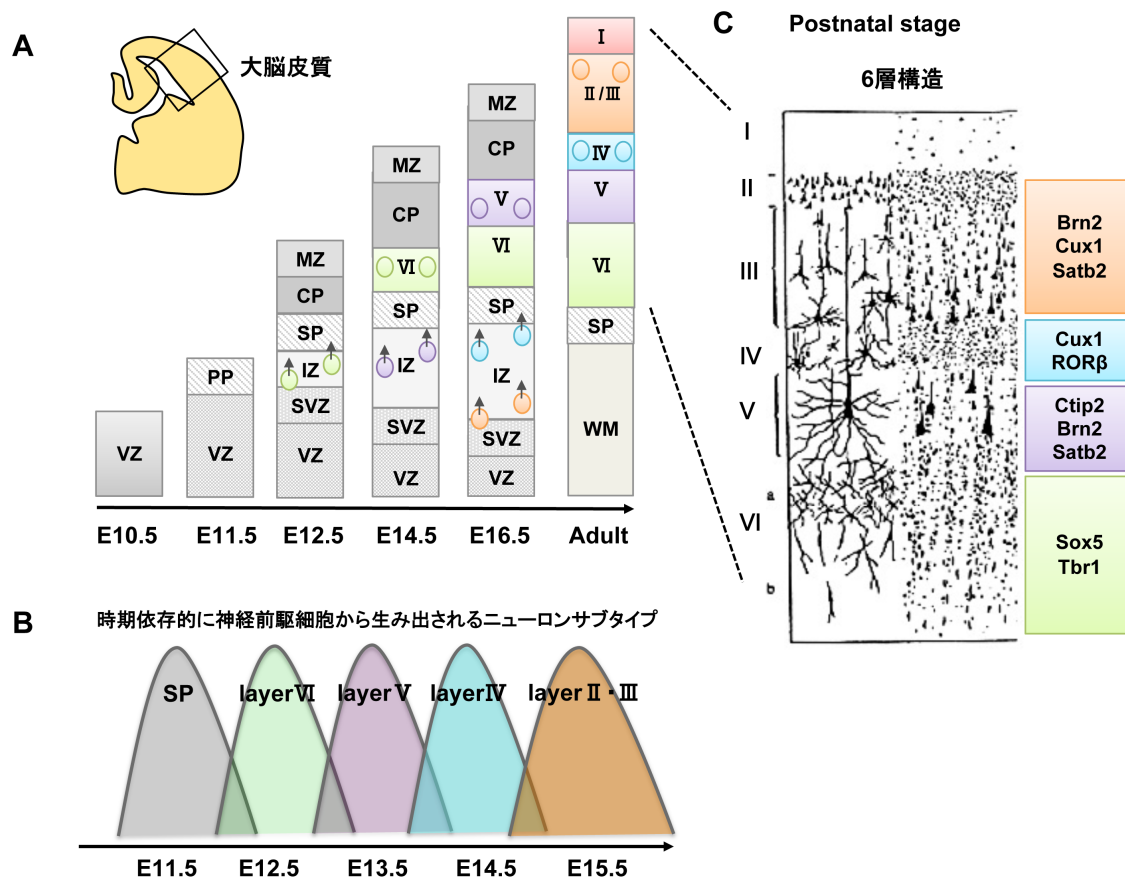 A
大脳皮質
VZ
E10.5
PP
VZ
E11.5
MZ
CP
SP
IZ
SVZ
VZ
E12.5
MZ
CP
Ⅵ
SP
IZ
SVZ
VZ
E14.5
MZ
CP
Ⅴ
Ⅵ
SP
IZ
SVZ
VZ
E16.5
Ⅰ
Ⅱ/Ⅲ
Ⅳ
Ⅴ
Ⅵ
SP
WM
Adult
B
時期依存的に神経前駆細胞から生み出されるニューロンサブタイプ
SP
layerⅥ
layerⅤ
layerⅣ
layerⅡ・Ⅲ
E11.5
E12.5
E13.5
E14.5
E15.5
C
Postnatal stage
6層構造
I
II
III
IV
V
a
VI
b
Brn2
Cux1
Satb2
Cux1
RORβ
Ctip2
Brn2
Satb2
Sox5
Tbr1